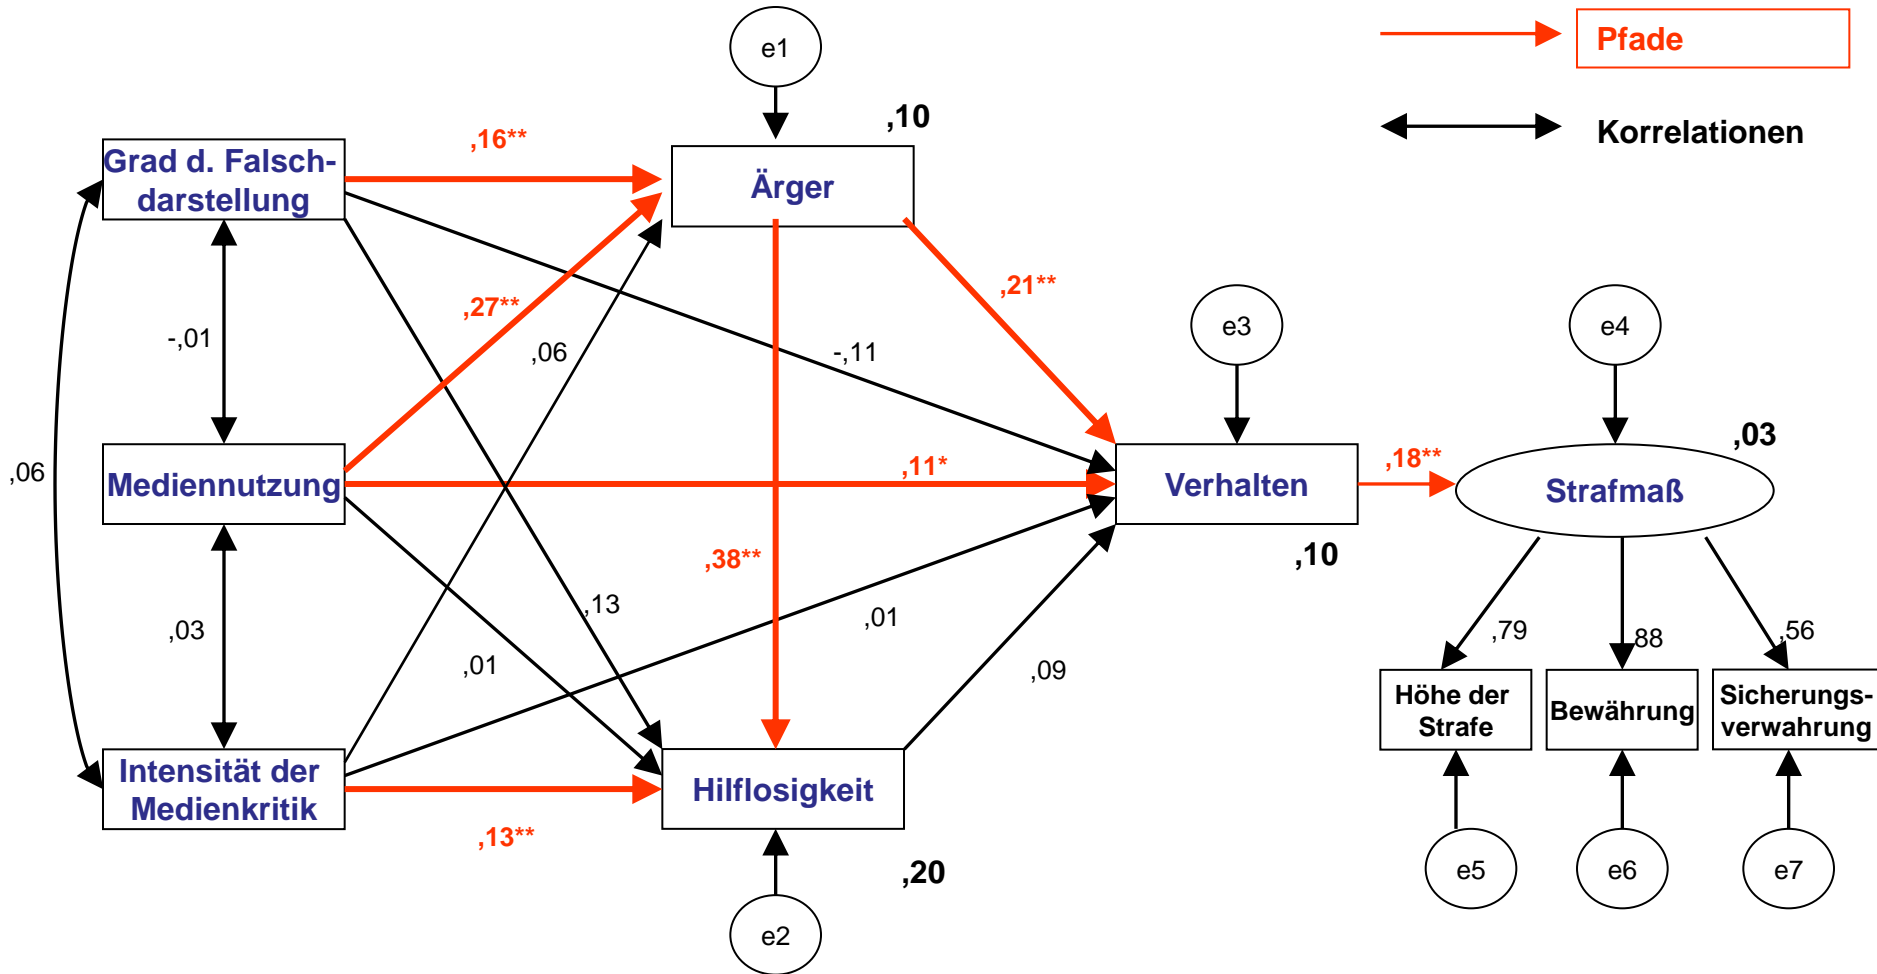 e1
Pfade
,10
,16**
Korrelationen
Grad d. Falsch-
darstellung
Ärger
,27**
,21**
e3
e4
-,01
,06
-,11
,03
,06
Mediennutzung
,11*
Verhalten
,18**
Strafmaß
,38**
,10
,13
,03
,01
,01
,09
,79
88
,56
Höhe der
Strafe
Bewährung
Sicherungs-
verwahrung
Intensität der
Medienkritik
Hilflosigkeit
,13**
,20
e5
e6
e7
e2